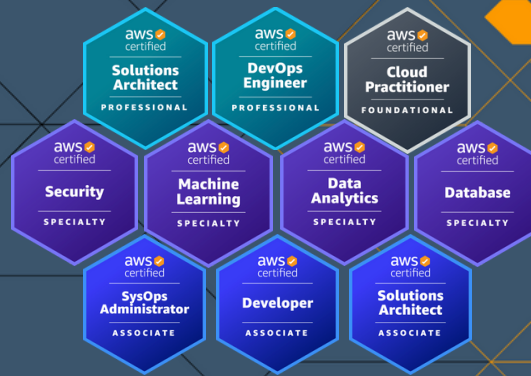 aws
certified
Solutions
Architect
PROFESSIONAL
aws
certified
DevOps
Engineer
PROFESSIONAL
aws
certified
Cloud
Practitioner
FOUNDATIONAL
aws
certified
Security
SPECIALTY
aws
certified
Machine
Learning
SPECIALTY
aws
certified
Data
Analytics
SPECIALTY
aws
certified
Database
SPECIALTY
aws
certified
SysOps
Administrator
ASSOCIATE
aws
certified
Developer
ASSOCIATE
aws
certified
Solutions
Architect
ASSOCIATE